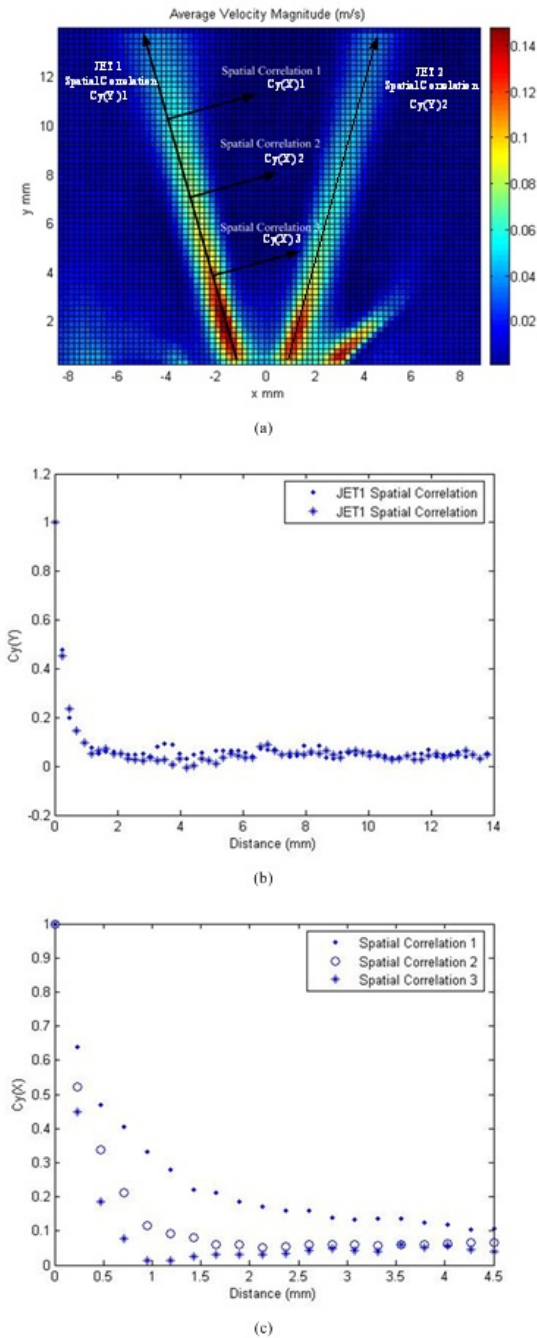 Average Velocity Magnitude (m/s)
JET 1
Spatial Correlation
Cy(Y)1
Spatial Correlation 1
Cy(X)1
JET 2
Spatial Correlation
Cy(Y)2
Spatial Correlation 2
Cy(X) 2
Spatial Correlation 3
Cy(X) 3
y mm
12
10
8
6
4
2
-8 -6 -4 -2 0 2 4 6 8
x mm
0.14
0.12
0.10
0.08
0.06
0.04
0.02
(a)
JET1 Spatial Correlation
JET1 Spatial Correlation
Cy(Y)
1.2
1
0.8
0.6
0.4
0.2
0
-0.2
0 2 4 6 8 10 12 14
Distance (mm)
(b)
Spatial Correlation 1
Spatial Correlation 2
Spatial Correlation 3
Cy(X)
1
0.9
0.8
0.7
0.6
0.5
0.4
0.3
0.2
0.1
0
0 0.5 1 1.5 2 2.5 3 3.5 4 4.5
Distance (mm)
(c)